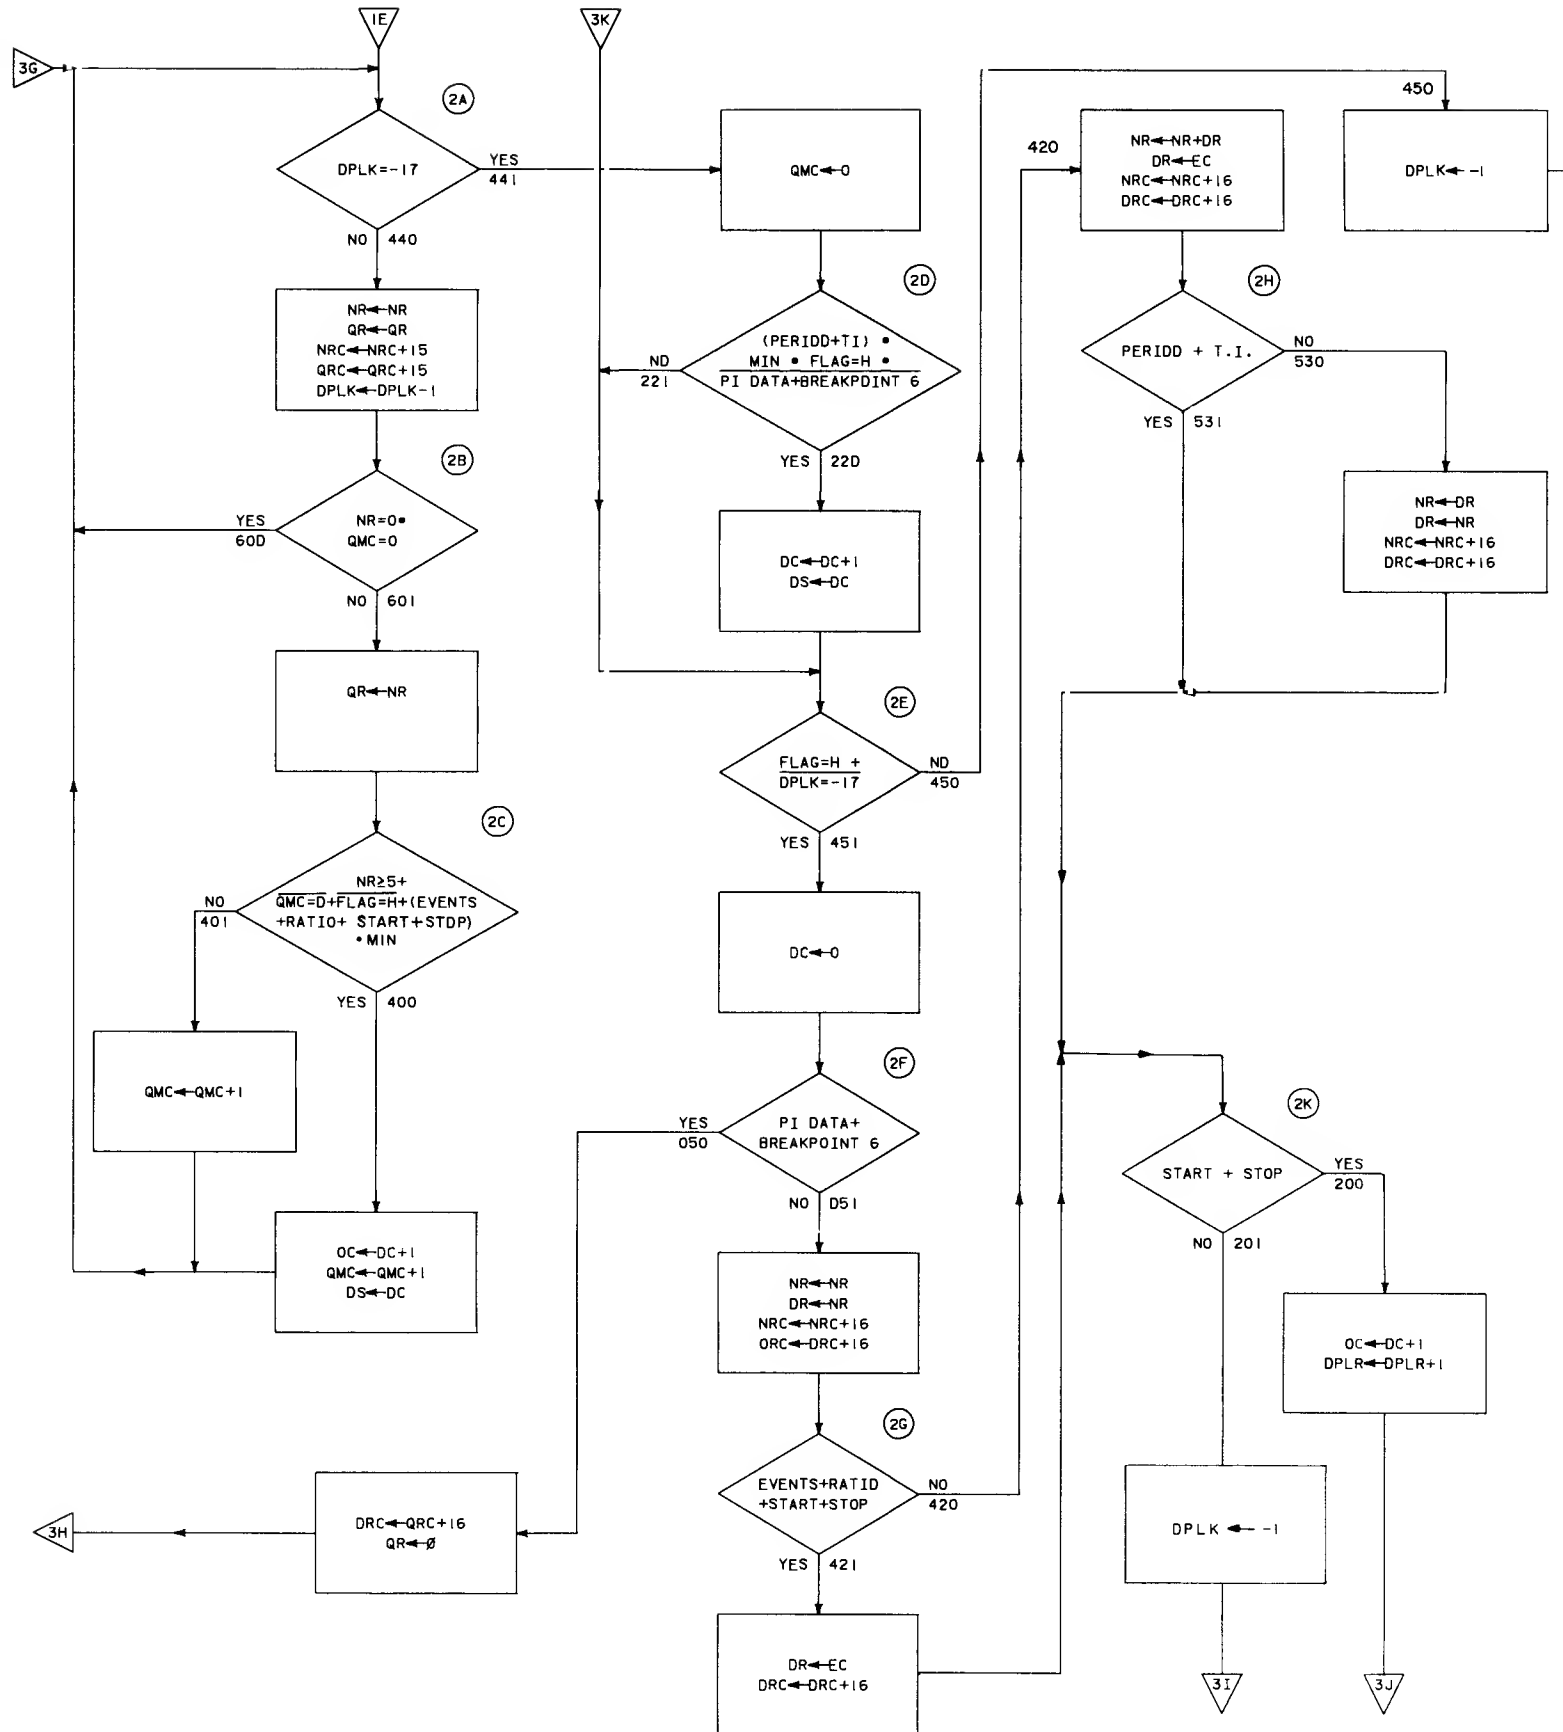 1E
3K
3G
2A
DPLK=-17
YES
441
NO 440
NR←NR
QR←QR
NRC←NRC+15
QRC←QRC+15
DPLK←DPLK-1
2B
NR=0•
QMC=0
YES
60D
NO 601
QR←NR
2C
NR≥5+
QMC=D+FLAG=H+(EVENTS
+RATIO+ START+STDP)
•MIN
NO
401
YES 400
QMC←QMC+1
OC←DC+1
QMC←QMC+1
DS←DC
QMC←0
2D
(PERIDD+TI) •
MIN • FLAG=H •
PI DATA+BREAKPDINT 6
ND
221
YES 22D
DC←DC+1
DS←DC
2E
FLAG=H +
DPLK=-17
ND
450
YES 451
DC←0
2F
PI DATA+
BREAKPOINT 6
YES
050
NO D51
NR←NR
DR←NR
NRC←NRC+16
ORC←DRC+16
2G
EVENTS+RATID
+START+STOP
NO
420
YES 421
DR←EC
DRC←DRC+16
DRC←QRC+16
QR←Ø
3H
420
NR←NR+DR
DR←EC
NRC←NRC+16
DRC←DRC+16
450
DPLK← -1
2H
PERIDD + T.I.
NO
530
YES 531
NR←DR
DR←NR
NRC←NRC+16
DRC←DRC+16
2K
START + STOP
YES
200
NO 201
OC←DC+1
DPLR←DPLR+1
DPLK ← -1
3I
3J